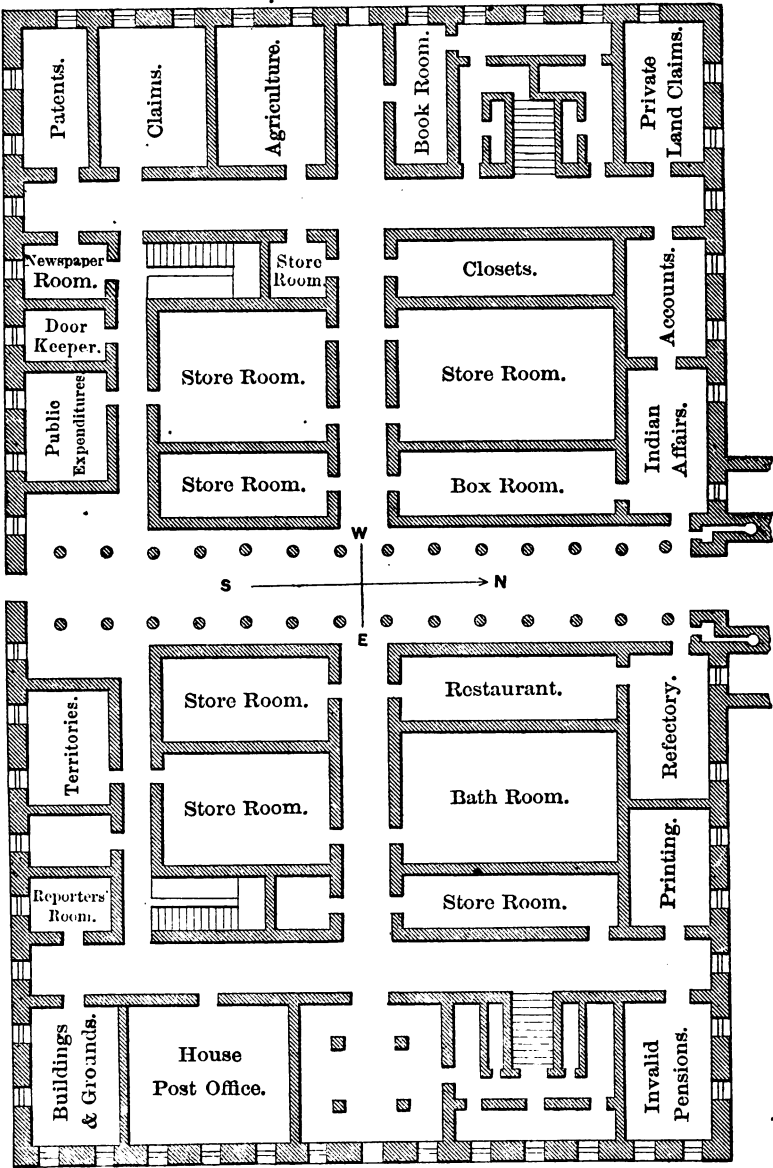 Patents.
Claims.
Agriculture.
Book Room.
Private
Land Claims.
Newspaper
Room.
Store
Room.
Closets.
Accounts.
Door
Keeper.
Public
Expenditures.
Store Room.
Store Room.
Indian
Affairs.
Store Room.
Box Room.
W
S
N
E
Store Room.
Restaurant.
Refectory.
Territories.
Store Room.
Bath Room.
Printing.
Reporters'
Room.
Store Room.
Buildings
& Grounds.
House
Post Office.
Invalid
Pensions.